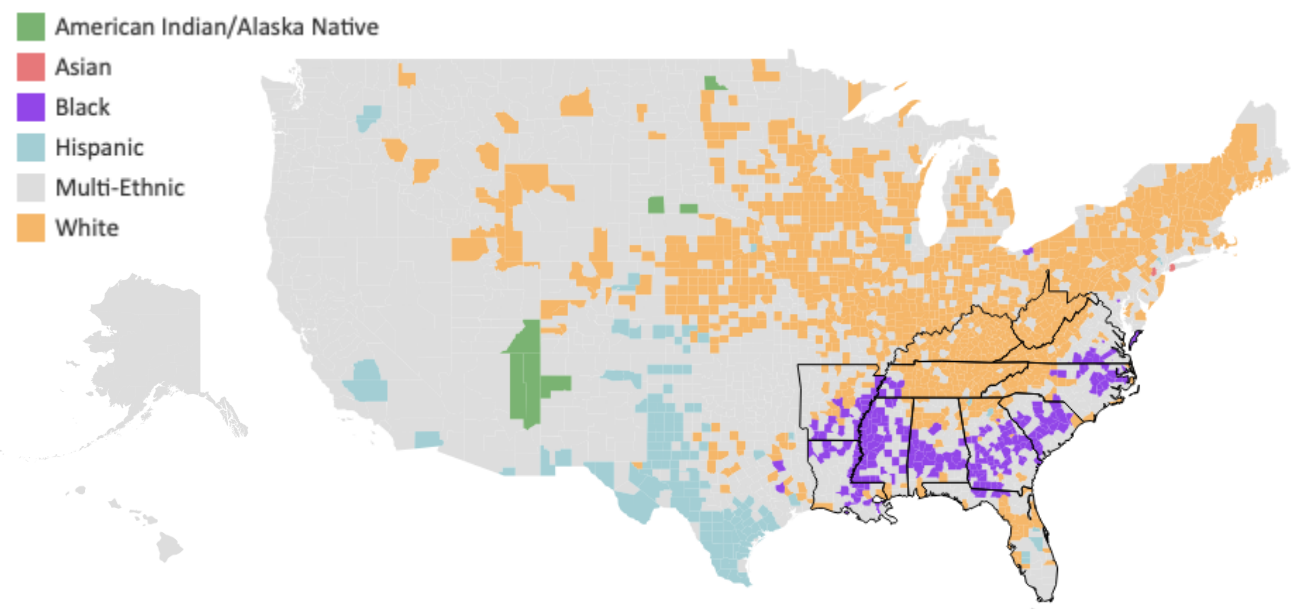 American Indian/Alaska Native
Asian
Black
Hispanic
Multi-Ethnic
White